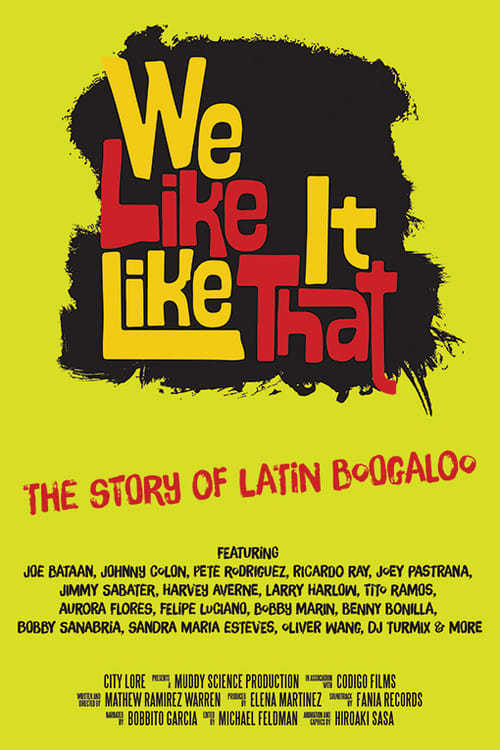 We
Like It
Like That
THE STORY OF LATIN BOOGALOO
FEATURING
JOE BATAAN, JOHNNY COLON, PETE RODRIGUEZ, RICARDO RAY, JOEY PASTRANA,
JIMMY SABATER, HARVEY AVERNE, LARRY HARLOW, TITO RAMOS,
AURORA FLORES, FELIPE LUCIANO, BOBBY MARIN, BENNY BONILLA,
BOBBY SANABRIA, SANDRA MARIA ESTEVES, OLIVER WANG, DJ TURMIX & MORE
CITY LORE PRESENTS A MUDDY SCIENCE PRODUCTION IN ASSOCIATION WITH CODIGO FILMS
WRITTEN AND DIRECTED BY MATHEW RAMIREZ WARREN PRODUCED BY ELENA MARTINEZ SOUNDTRACK BY FANIA RECORDS
NARRATED BY BOBBITO GARCIA EDITED BY MICHAEL FELDMAN ANIMATION AND GAPHICS BY HIROAKI SASA